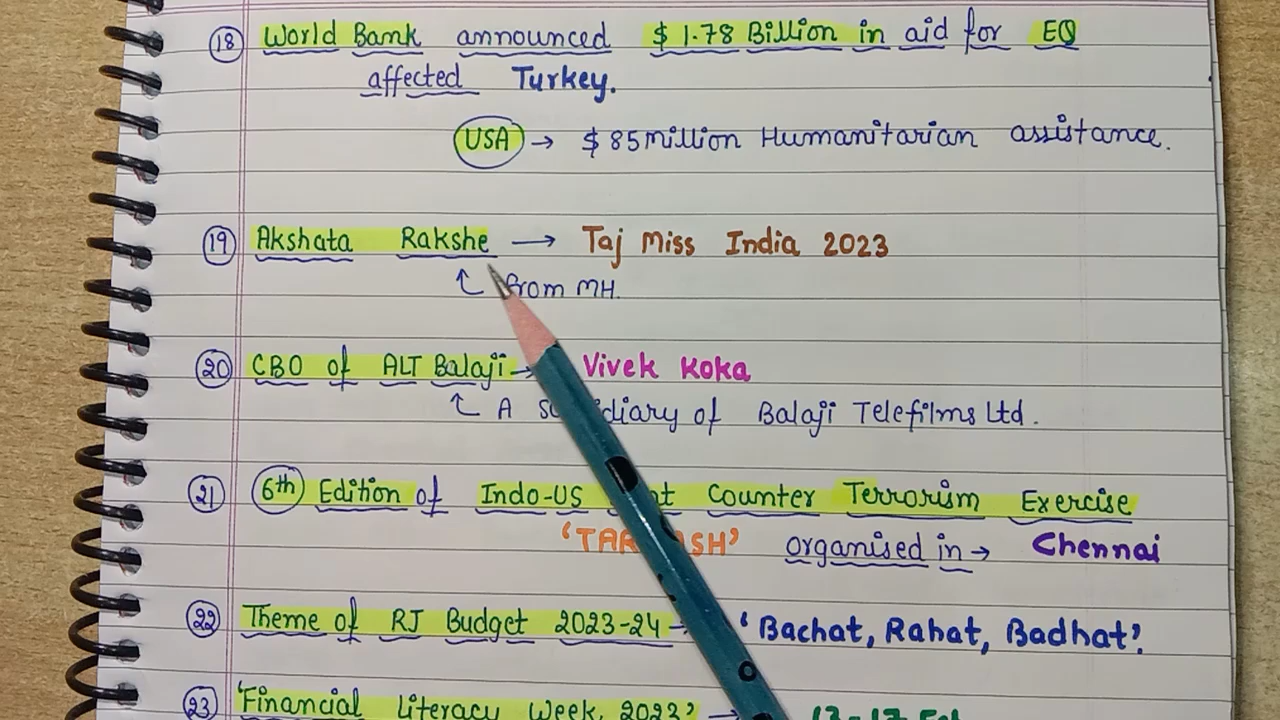 18 World Bank announced $ 1.78 Billion in aid for EQ
affected Turkey.
USA → $ 85 million Humanitarian assistance.
19 Akshata Rakshe → Taj Miss India 2023
↑ from MH.
20 CBO of ALT Balaji → Vivek Koka
↑ A of Balaji Telefilms Ltd.
21 6th Edition of Indo-US Counter Terrorism Exercise
organised in → Chennai
22 Theme of RJ Budget 2023-24 → 'Bachat, Rahat, Badhat'.
23 'Financial Literacy Week, 2023' →